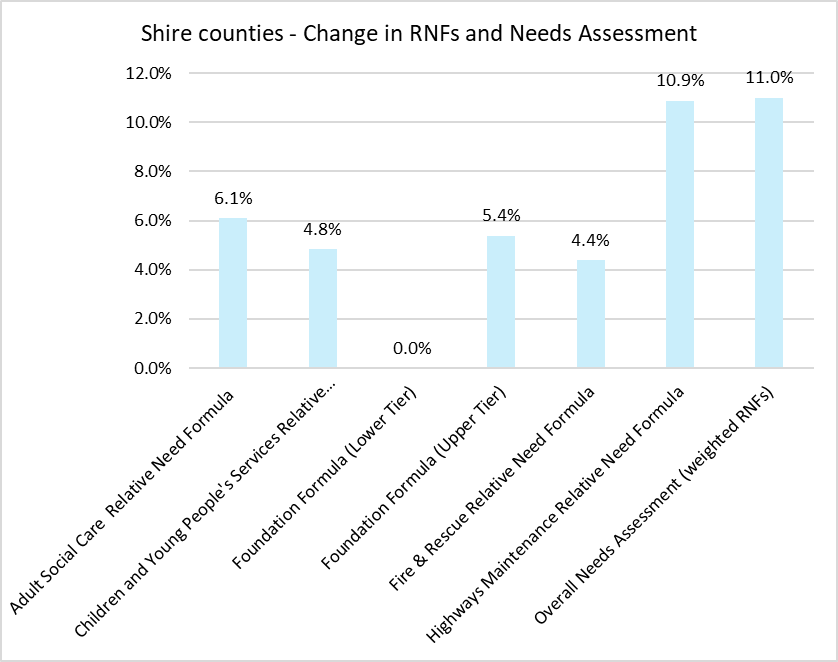 Shire counties - Change in RNFs and Needs Assessment
12.0%
10.0%
8.0%
6.0%
4.0%
2.0%
0.0%
6.1%
4.8%
0.0%
5.4%
4.4%
10.9%
11.0%
Adult Social Care  Relative Need Formula
Children and Young People's Services Relative...
Foundation Formula (Lower Tier)
Foundation Formula (Upper Tier)
Fire & Rescue Relative Need Formula
Highways Maintenance Relative Need Formula
Overall Needs Assessment (weighted RNFs)